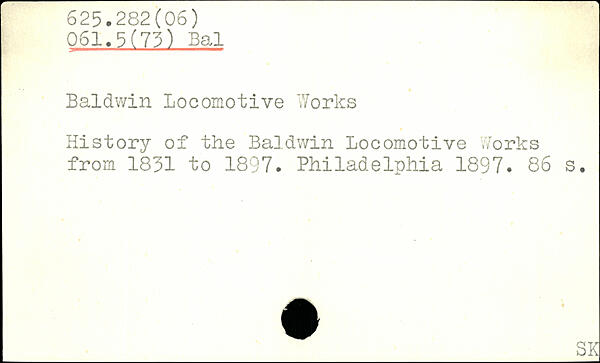 625.282(06)
061.5(73) Bal
Baldwin Locomotive Works
History of the Baldwin Locomotive Works
from 1831 to 1897. Philadelphia 1897. 86 s.
SK